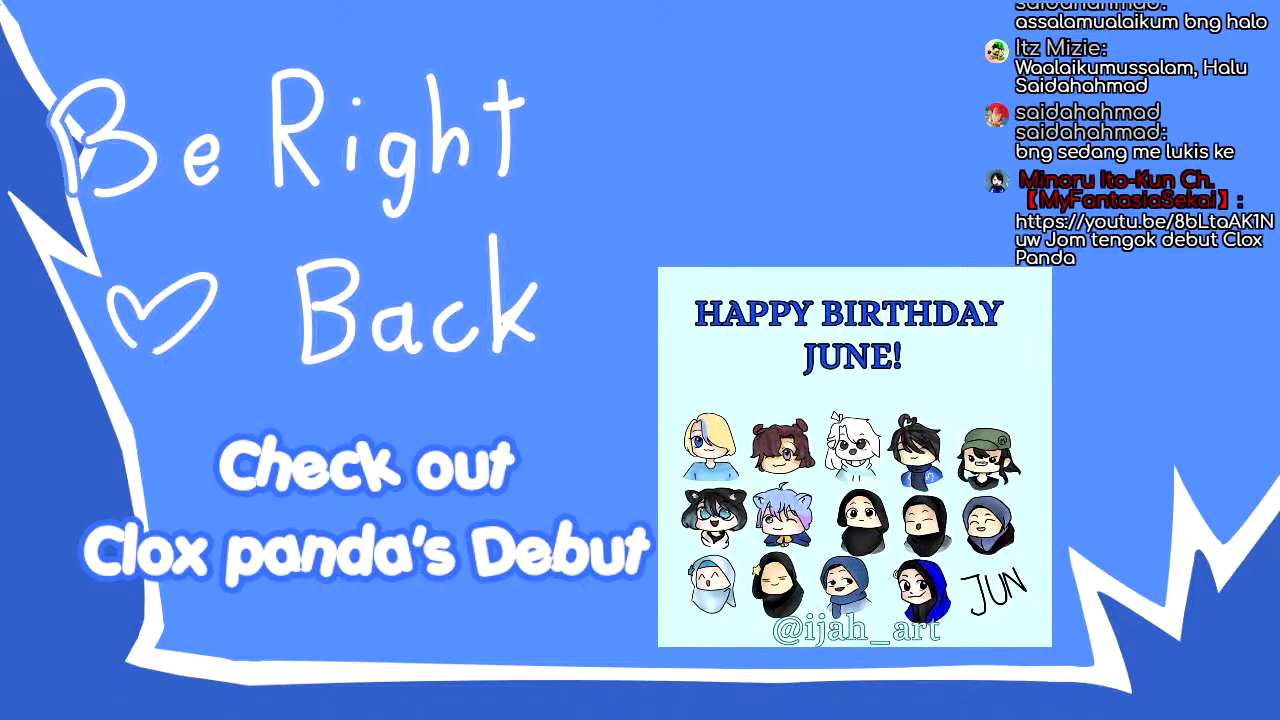 Be Right
Back
Check out
Clox panda's Debut
HAPPY BIRTHDAY
JUNE!
JUN
@ijah_art
saidahahmad:
assalamualaikum bng halo
Itz Mizie:
Waalaikumussalam, Halu
Saidahahmad
saidahahmad
saidahahmad:
bng sedang me lukis ke
Minoru Ito-Kun Ch.
【MyFantasiaSekai】:
https://youtu.be/8bLtaAK1N
uw Jom tengok debut Clox
Panda